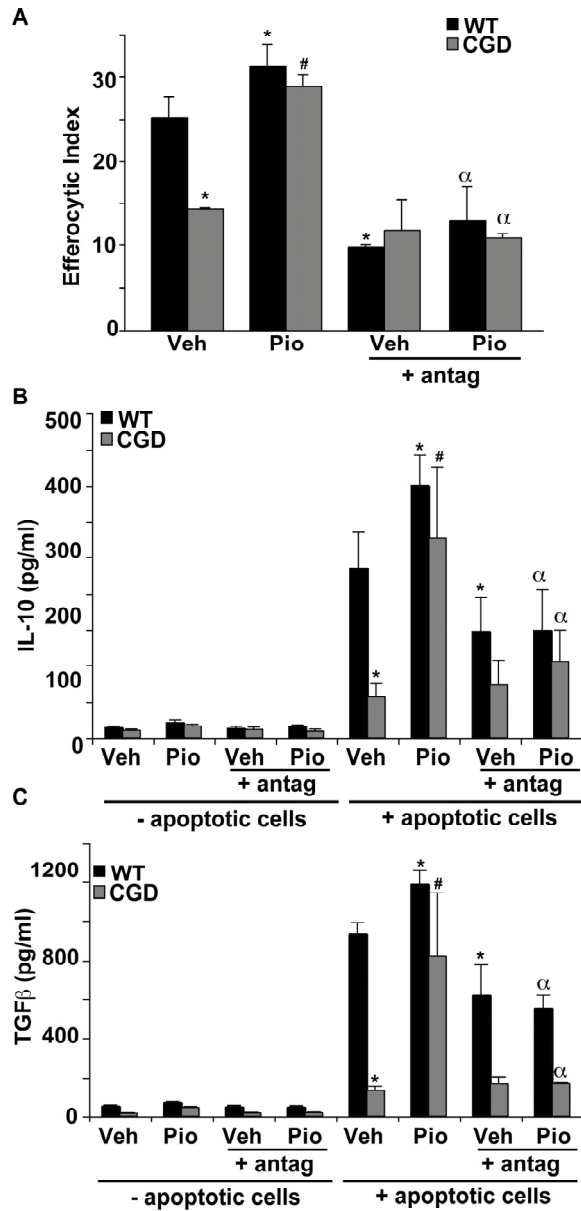 A
WT
CGD
Efferocytic Index
30
20
10
0
* * # * α α
Veh Pio Veh Pio
+ antag
B
WT
CGD
IL-10 (pg/ml)
500
400
300
200
100
0
* * # * α α
Veh Pio Veh Pio Veh Pio Veh Pio
+ antag + antag
- apoptotic cells + apoptotic cells
C
WT
CGD
TGFβ (pg/ml)
1200
800
400
0
* * # * α α
Veh Pio Veh Pio Veh Pio Veh Pio
+ antag + antag
- apoptotic cells + apoptotic cells